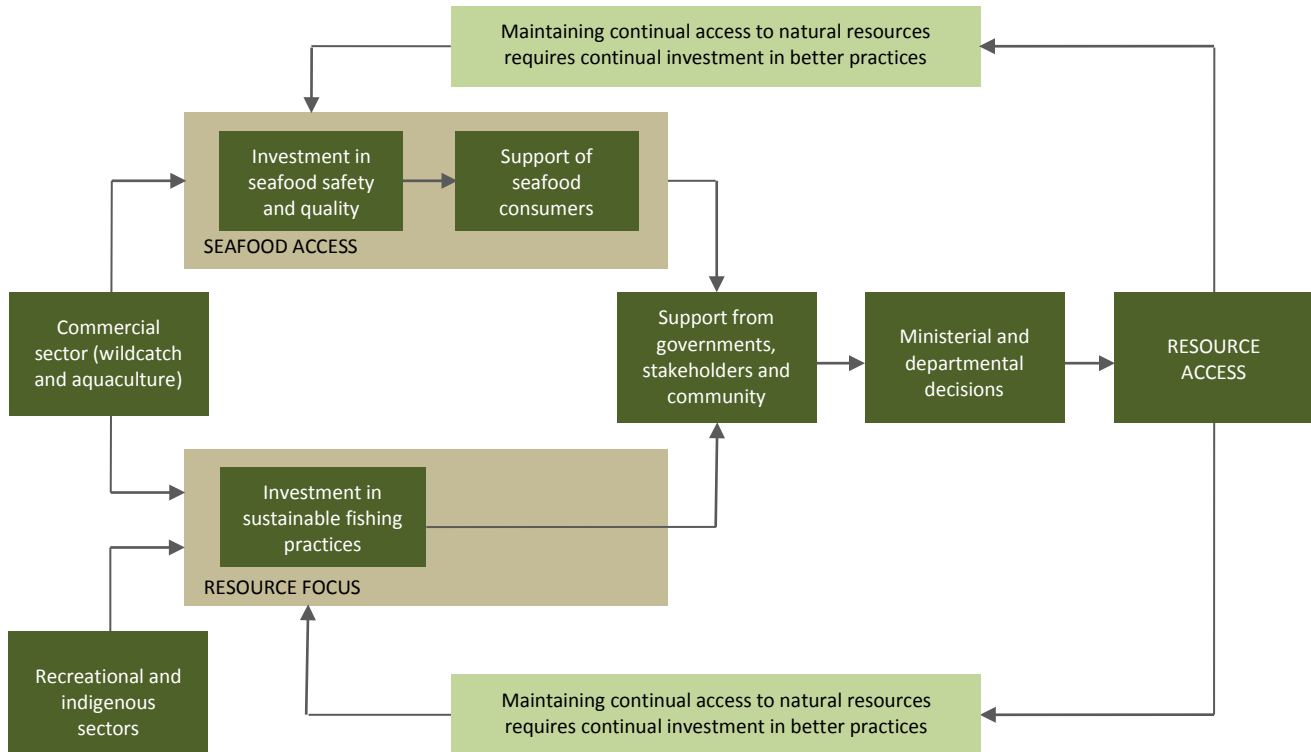 Maintaining continual access to natural resources
requires continual investment in better practices
Investment in
seafood safety
and quality
Support of
seafood
consumers
SEAFOOD ACCESS
Commercial
sector (wildcatch
and aquaculture)
Support from
governments,
stakeholders and
community
Ministerial and
departmental
decisions
RESOURCE
ACCESS
Investment in
sustainable fishing
practices
RESOURCE FOCUS
Recreational and
indigenous
sectors
Maintaining continual access to natural resources
requires continual investment in better practices